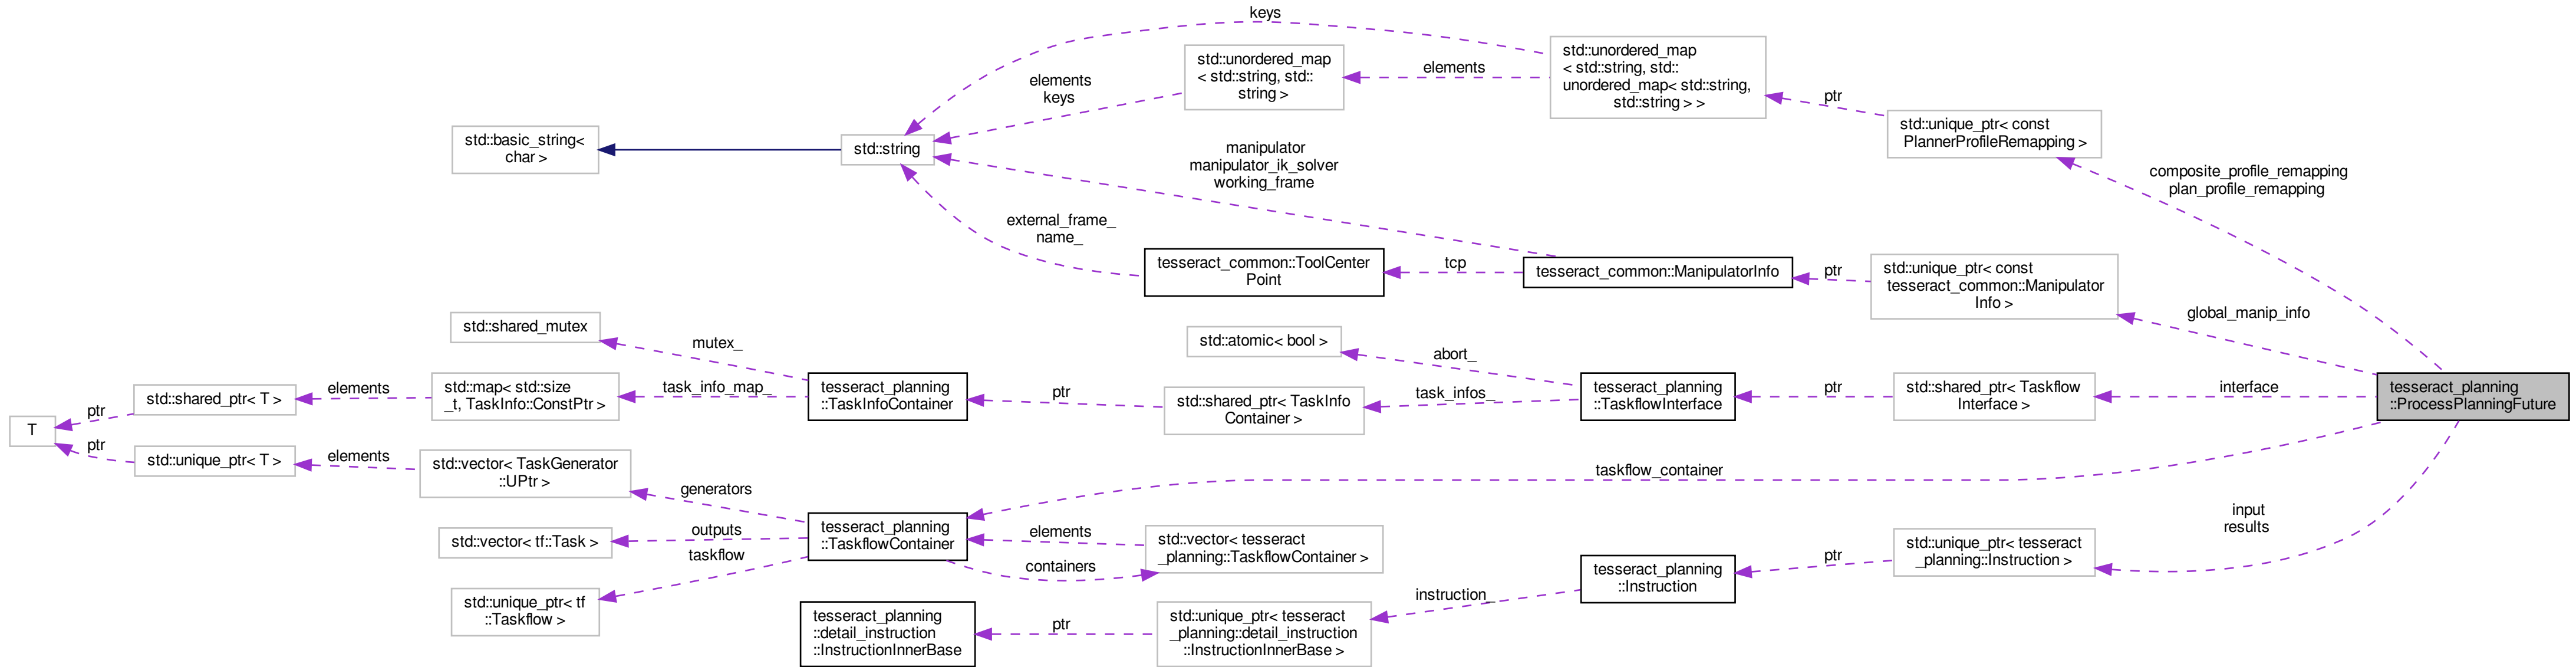 keys
std::unordered_map
< std::string, std::
unordered_map< std::string,
std::string > >
std::unordered_map
< std::string, std::
string >
elements
elements
keys
ptr
std::unique_ptr< const
PlannerProfileRemapping >
std::basic_string<
char >
std::string
manipulator
manipulator_ik_solver
working_frame
composite_profile_remapping
plan_profile_remapping
external_frame_
name_
tesseract_common::ToolCenter
Point
tcp
tesseract_common::ManipulatorInfo
ptr
std::unique_ptr< const
tesseract_common::Manipulator
Info >
global_manip_info
std::shared_mutex
mutex_
std::atomic< bool >
abort_
std::shared_ptr< T >
elements
std::map< std::size
_t, TaskInfo::ConstPtr >
task_info_map_
tesseract_planning
::TaskInfoContainer
ptr
std::shared_ptr< TaskInfo
Container >
task_infos_
tesseract_planning
::TaskflowInterface
ptr
std::shared_ptr< Taskflow
Interface >
interface
tesseract_planning
::ProcessPlanningFuture
T
ptr
ptr
std::unique_ptr< T >
elements
std::vector< TaskGenerator
::UPtr >
generators
taskflow_container
std::vector< tf::Task >
outputs
taskflow
tesseract_planning
::TaskflowContainer
elements
containers
std::vector< tesseract
_planning::TaskflowContainer >
input
results
std::unique_ptr< tesseract
_planning::Instruction >
ptr
tesseract_planning
::Instruction
instruction_
std::unique_ptr< tf
::Taskflow >
tesseract_planning
::detail_instruction
::InstructionInnerBase
ptr
std::unique_ptr< tesseract
_planning::detail_instruction
::InstructionInnerBase >